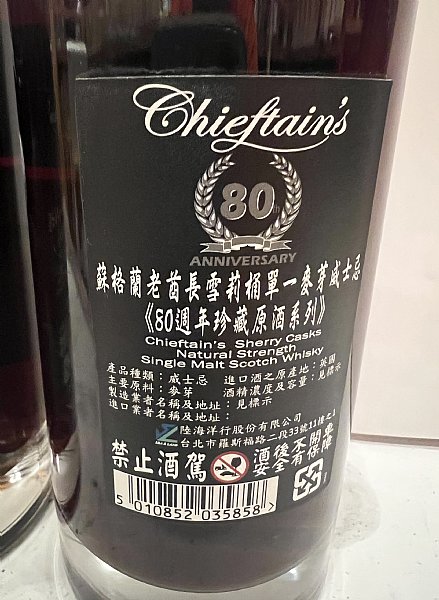 Chieftain's
80th
ANNIVERSARY
蘇格蘭老酋長雪莉桶單一麥芽威士忌
《80週年珍藏原酒系列》
Chieftain's Sherry Casks
Natural Strength
Single Malt Scotch Whisky
產品種類：威士忌 進口酒之原產地：英國
主要原料：麥芽 酒精濃度及容量：見標示
製造業者名稱及地址：見標示
進口業者名稱及地址：
陸海洋行股份有限公司
台北市羅斯福路二段33號11樓之1
禁止酒駕
酒後不開車
安全有保障
5 010852 035858 >